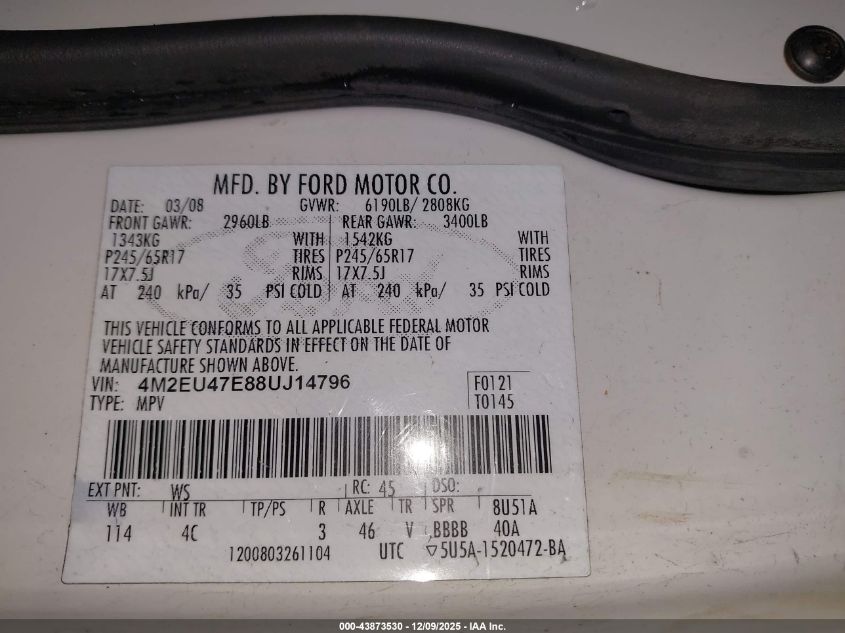 MFD. BY FORD MOTOR CO.
DATE: 03/08 GVWR: 6190LB/ 2808KG
FRONT GAWR: 2960LB REAR GAWR: 3400LB
1343KG WITH 1542KG WITH
P245/65R17 TIRES P245/65R17 TIRES
17X7.5J RIMS 17X7.5J RIMS
AT 240 kPa/ 35 PSI COLD AT 240 kPa/ 35 PSI COLD
THIS VEHICLE CONFORMS TO ALL APPLICABLE FEDERAL MOTOR
VEHICLE SAFETY STANDARDS IN EFFECT ON THE DATE OF
MANUFACTURE SHOWN ABOVE.
VIN: 4M2EU47E88UJ14796 F0121
TYPE: MPV T0145
EXT PNT: WS RC: 45 DSO:
WB INT TR TP/PS R AXLE TR SPR 8U51A
114 4C 3 46 V BBBB 40A
1200803261104 UTC ▽5U5A-1520472-BA
000-43873530 - 12/09/2025 - IAA Inc.